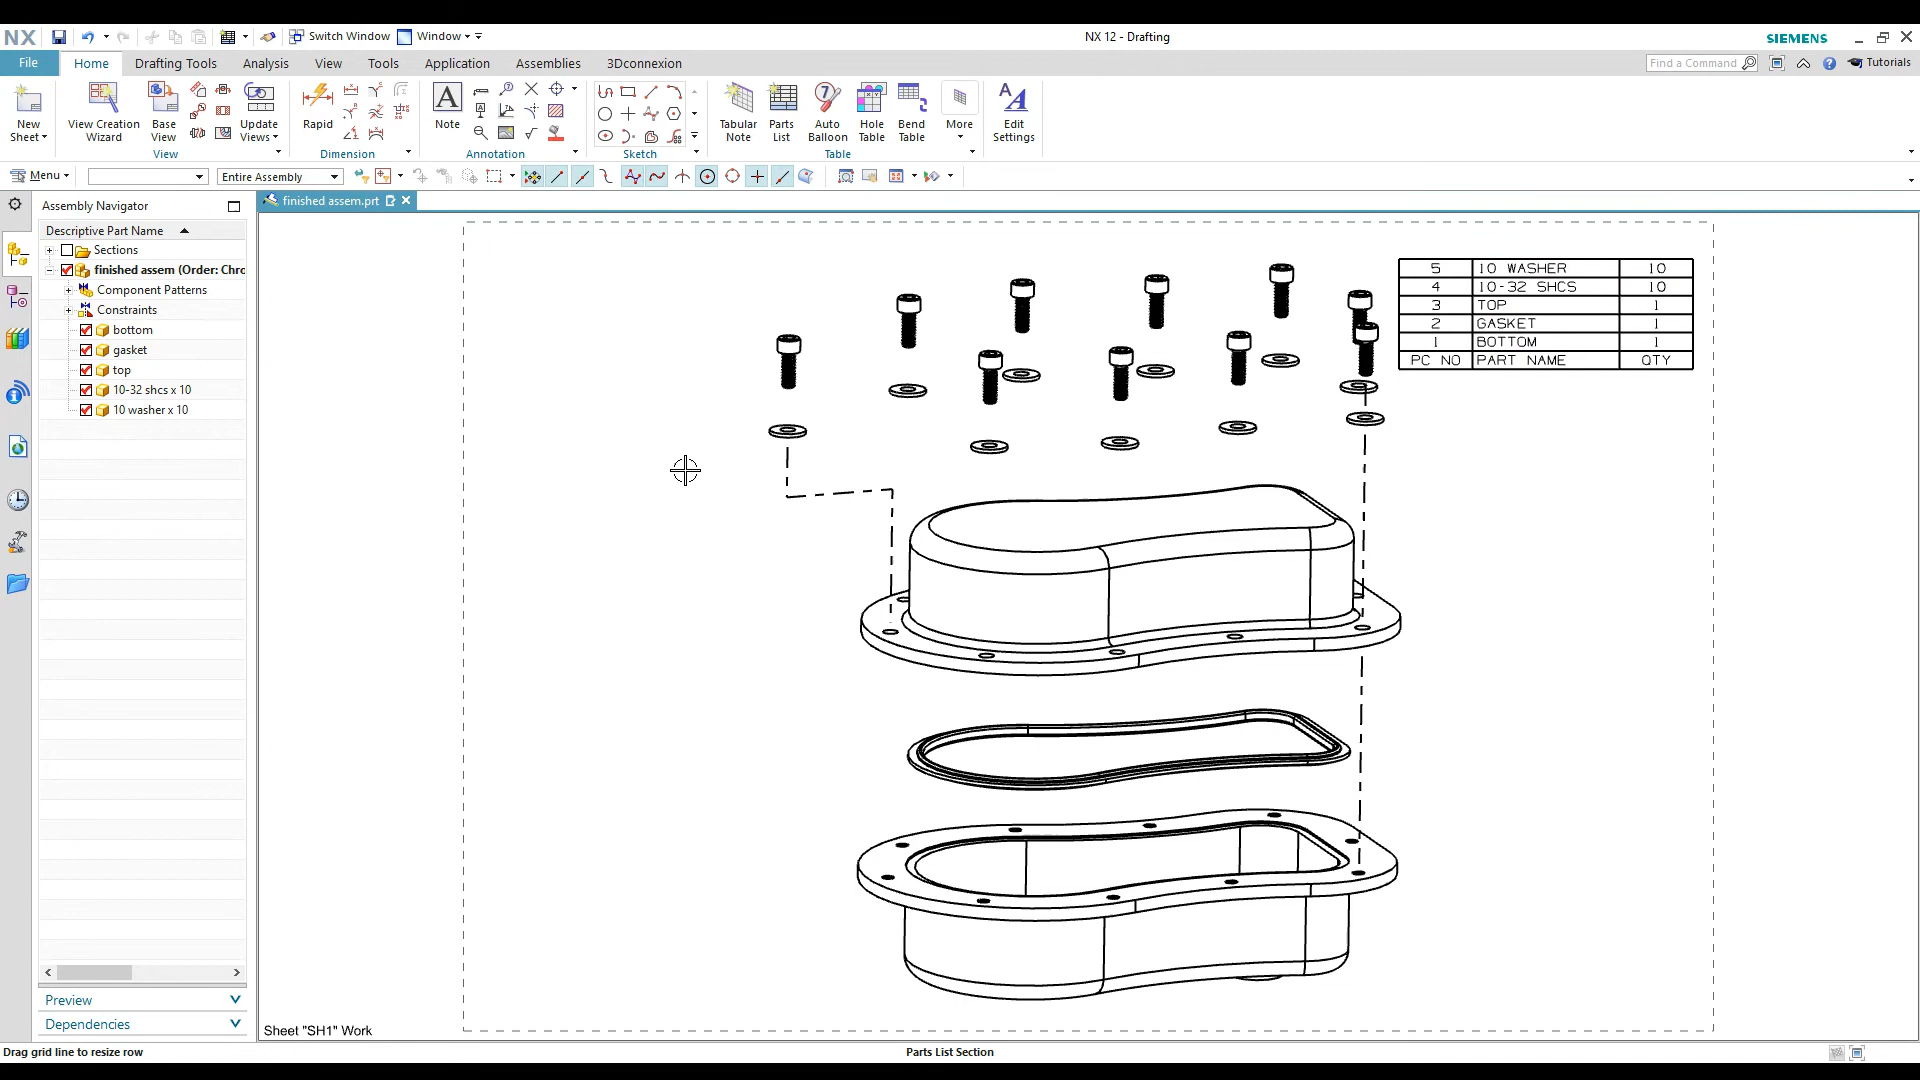 NX
Switch Window
Window
NX 12 - Drafting
SIEMENS
File
Home
Drafting Tools
Analysis
View
Tools
Application
Assemblies
3Dconnexion
Find a Command
Tutorials
New Sheet
View Creation Wizard
Base View
Update Views
Rapid
A
Note
Tabular Note
Parts List
7
Auto Balloon
Hole Table
Bend Table
More
Edit Settings
View
Dimension
Annotation
Sketch
Table
Menu
Entire Assembly
Assembly Navigator
finished assem.prt
Descriptive Part Name
Sections
finished assem (Order: Chro
Component Patterns
Constraints
bottom
gasket
top
10-32 shcs x 10
10 washer x 10
5 10 WASHER 10
4 10-32 SHCS 10
3 TOP 1
2 GASKET 1
1 BOTTOM 1
PC NO PART NAME QTY
Preview
Dependencies
Sheet "SH1" Work
Drag grid line to resize row
Parts List Section